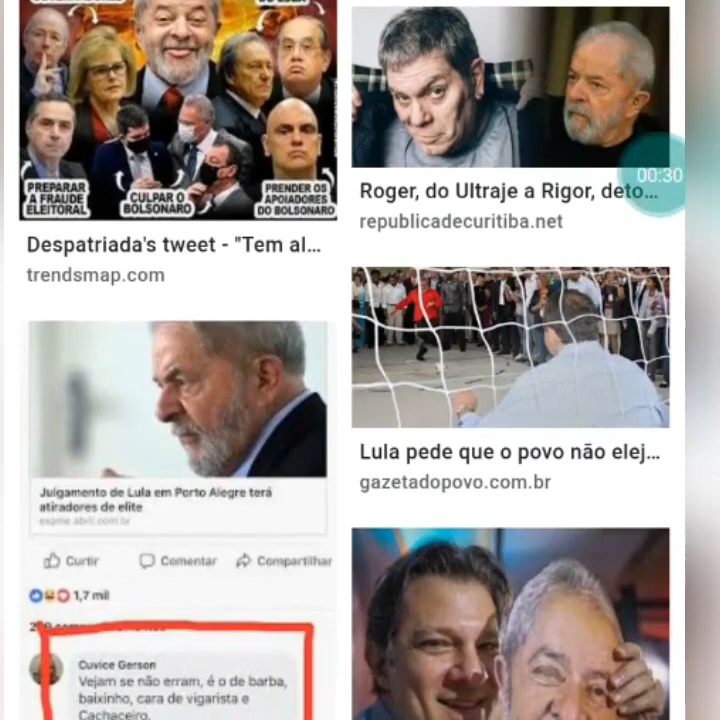 PREPARAR
A FRAUDE
ELEITORAL
CULPAR O
BOLSONARO
PRENDER OS
APOIADORES
DO BOLSONARO
Despatriada's tweet - "Tem al...
trendsmap.com
Julgamento de Lula em Porto Alegre terá
atiradores de elite
exame.abril.com.br
Curtir
Comentar
Compartilhar
1,7 mil
Cuvice Gerson
Vejam se não erram, é o de barba,
baixinho, cara de vigarista e
Cachaceiro.
00:30
Roger, do Ultraje a Rigor, deto...
republicadecuritiba.net
Lula pede que o povo não elej...
gazetadopovo.com.br